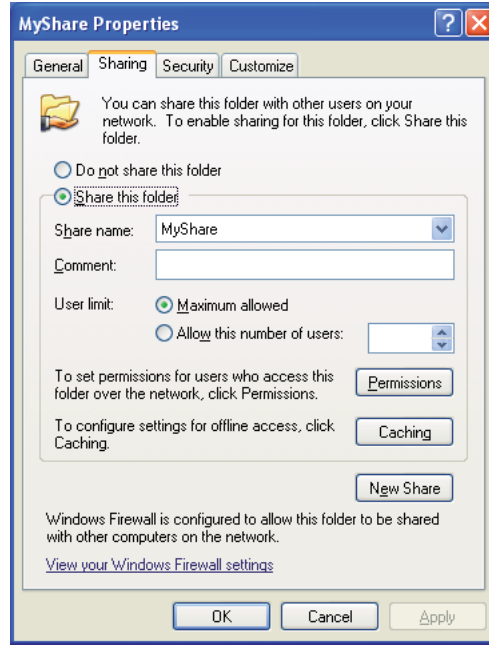 MyShare Properties
General Sharing Security Customize
You can share this folder with other users on your
network. To enable sharing for this folder, click Share this
folder.
Do not share this folder
Share this folder
Share name: MyShare
Comment:
User limit: Maximum allowed
Allow this number of users:
To set permissions for users who access this
folder over the network, click Permissions.
Permissions
To configure settings for offline access, click
Caching.
Caching
New Share
Windows Firewall is configured to allow this folder to be shared
with other computers on the network.
View your Windows Firewall settings
OK Cancel Apply